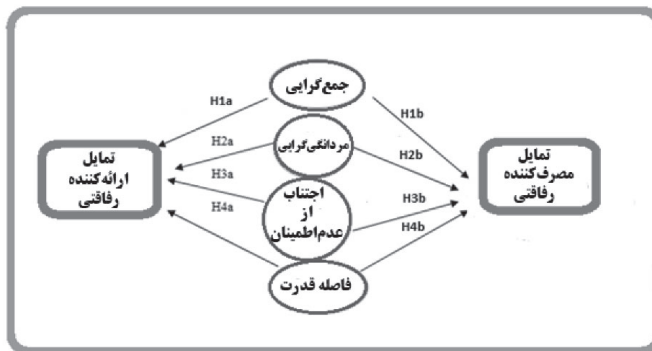 جمع‌گرایی
H1a
H1b
مردانگی‌گرایی
H2a
H2b
تمایل
ارائه‌کننده
رفاقتی
تمایل
مصرف‌کننده
رفاقتی
H3a
H3b
اجتناب
از
عدم‌اطمینان
H4a
H4b
فاصله قدرت